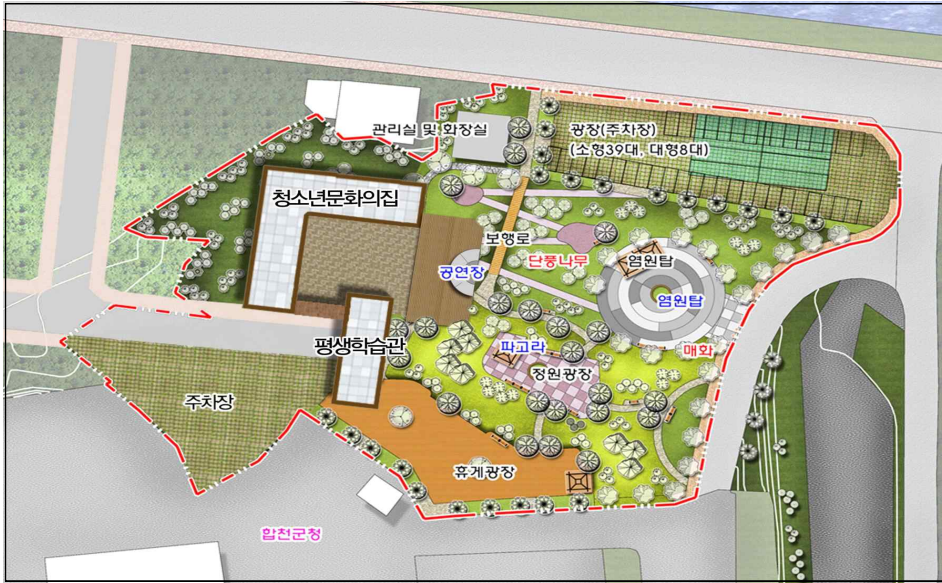 관리실 및 화장실
광장(주차장)
(소형39대, 대형8대)
청소년문화의집
보행로
단풍나무
염원탑
공연장
염원탑
평생학습관
파고라
매화
정원광장
주차장
휴게광장
합천군청